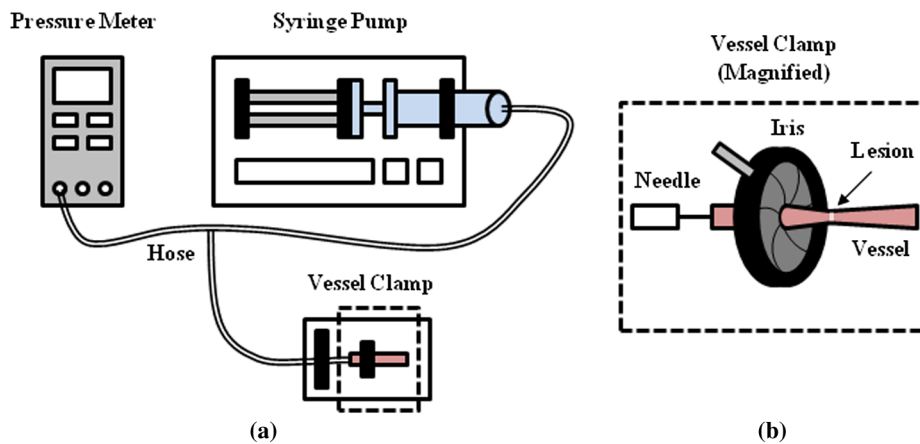 Pressure Meter
Syringe Pump
Hose
Vessel Clamp
(a)
Vessel Clamp
(Magnified)
Iris
Lesion
Needle
Vessel
(b)